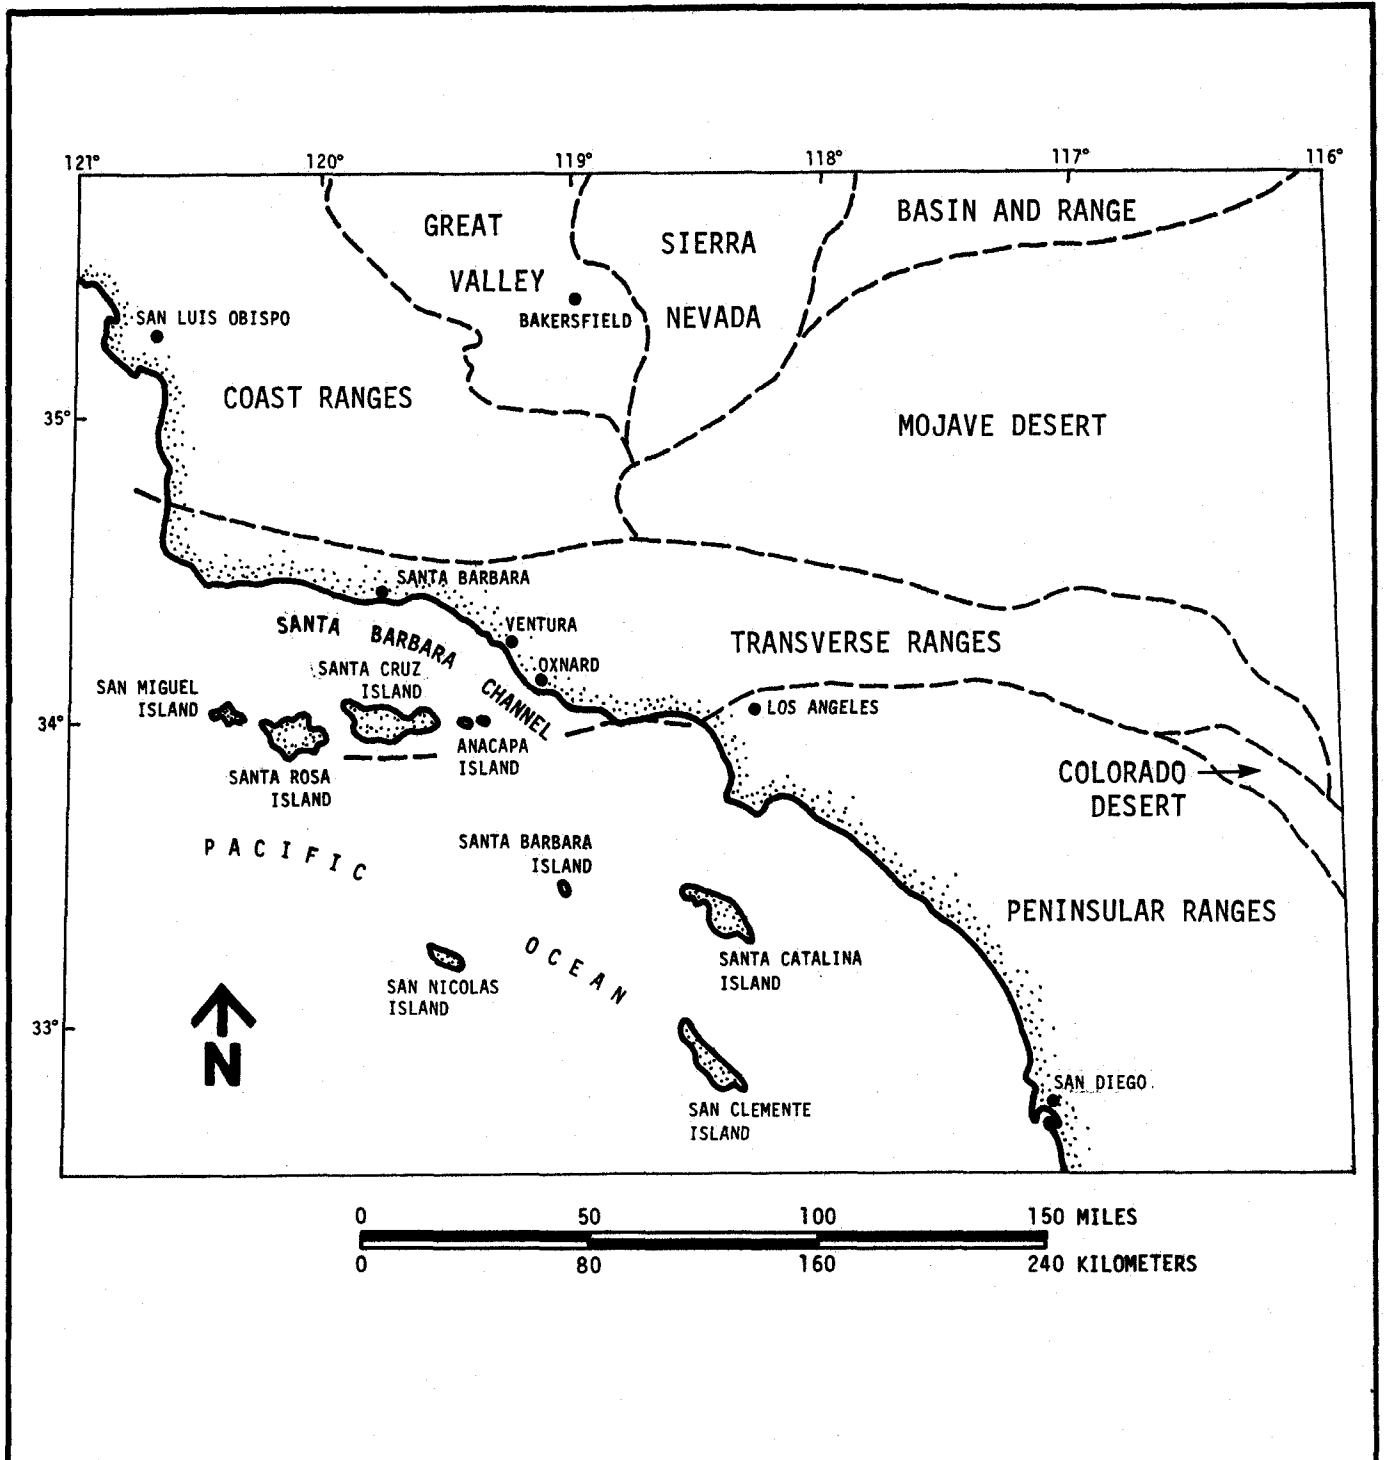 121° 120° 119° 118° 117° 116°
GREAT
VALLEY
SIERRA
NEVADA
BASIN AND RANGE
BAKERSFIELD
SAN LUIS OBISPO
COAST RANGES
35°
MOJAVE DESERT
SANTA BARBARA
SANTA BARBARA CHANNEL
VENTURA
OXNARD
TRANSVERSE RANGES
SANTA CRUZ
ISLAND
SAN MIGUEL
ISLAND
34°
LOS ANGELES
ANACAPA
ISLAND
SANTA ROSA
ISLAND
COLORADO
DESERT
PACIFIC
OCEAN
SANTA BARBARA
ISLAND
PENINSULAR RANGES
SANTA CATALINA
ISLAND
SAN NICOLAS
ISLAND
33°
N
SAN DIEGO
SAN CLEMENTE
ISLAND
0 50 100 150 MILES
0 80 160 240 KILOMETERS